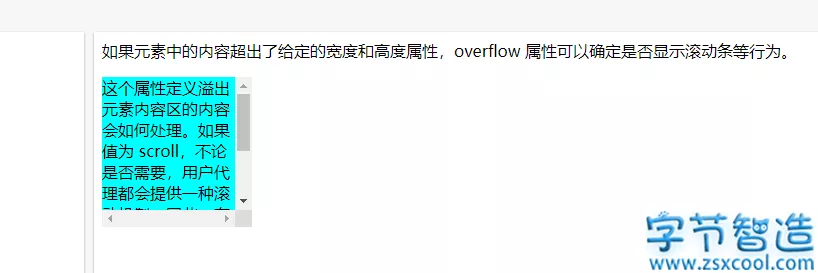 如果元素中的内容超出了给定的宽度和高度属性，overflow 属性可以确定是否显示滚动条等行为。
这个属性定义溢出
元素内容区的内容
会如何处理。如果
值为 scroll，不论
是否需要，用户代
理都会提供一种滚
字节智造
www.zsxcool.com